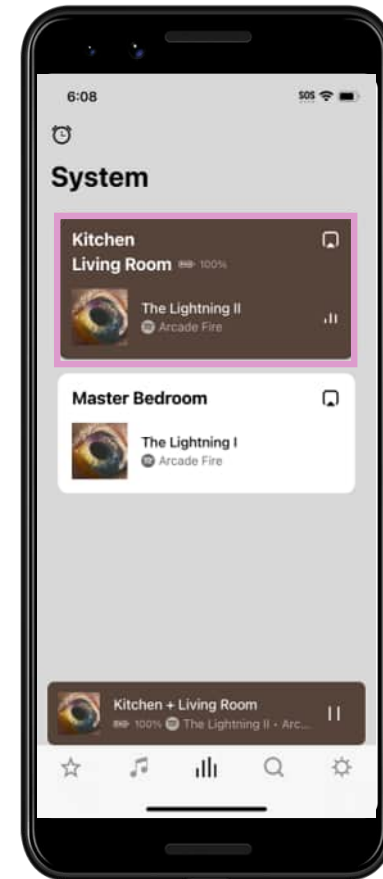 6:08
SOS
System
Kitchen
Living Room 100%
The Lightning II
Arcade Fire
Master Bedroom
The Lightning I
Arcade Fire
Kitchen + Living Room
100% The Lightning II • Arc...